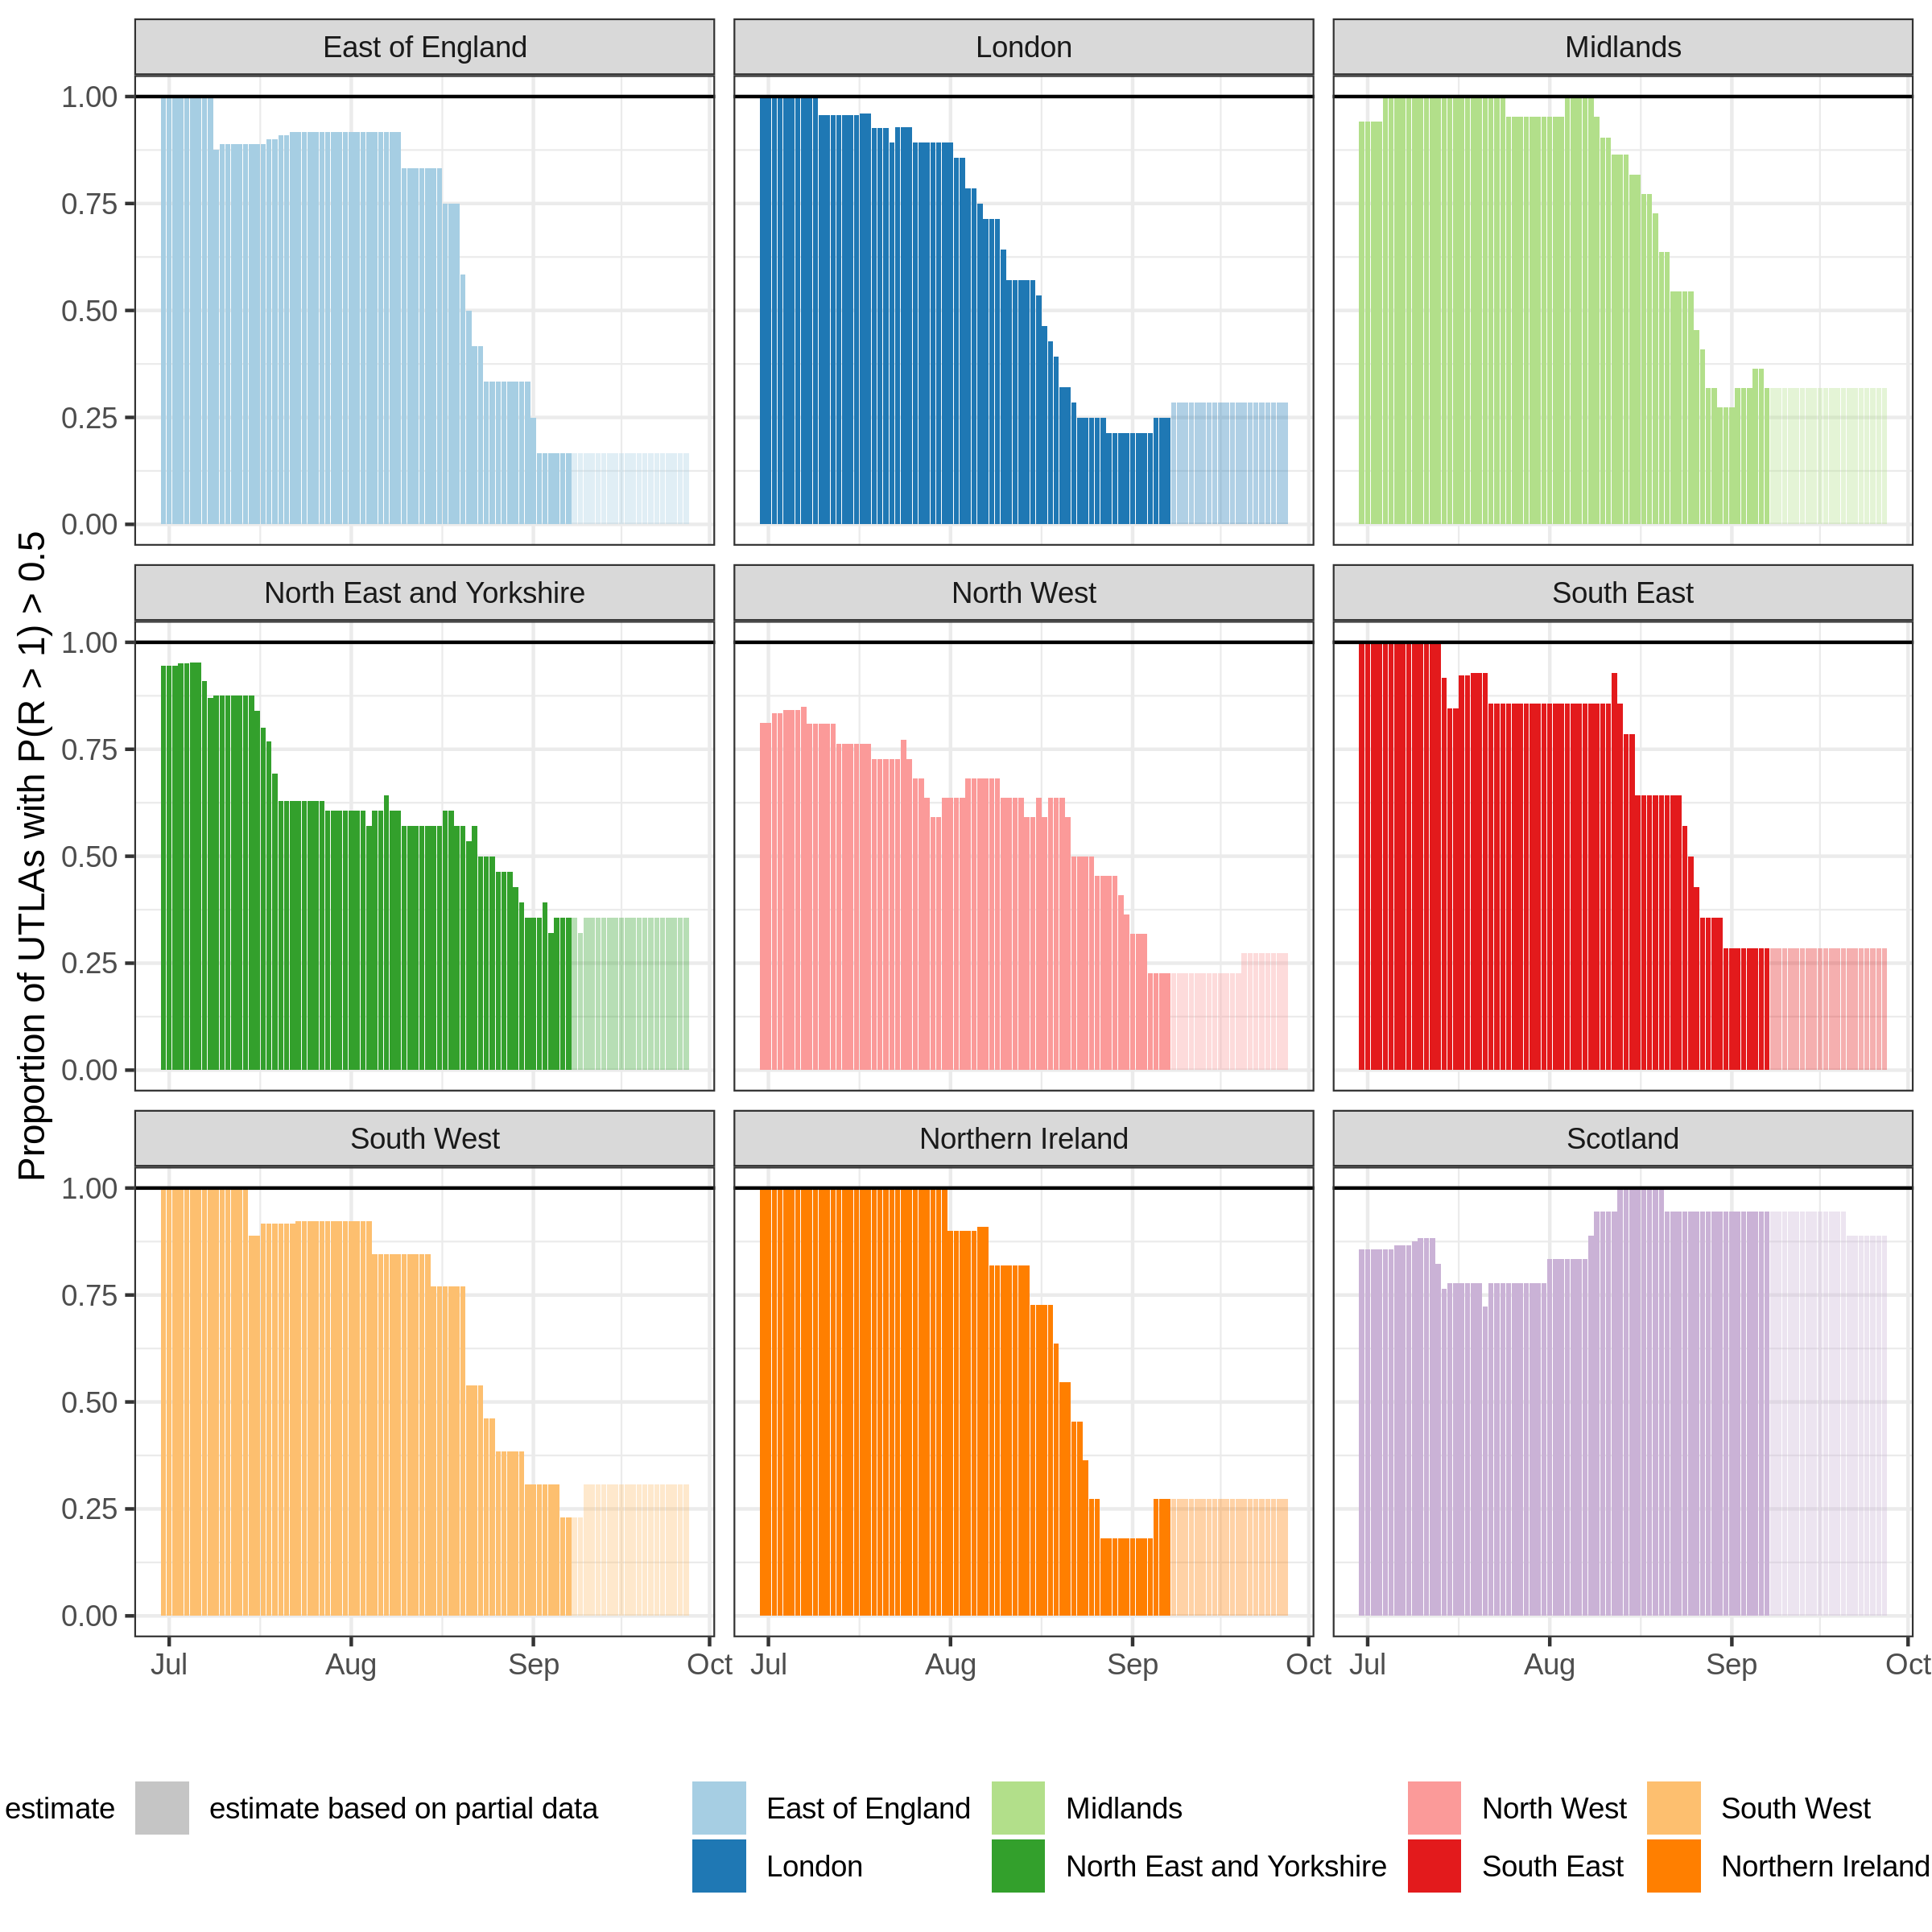 East of England London Midlands
1.00
0.75
0.50
0.25
0.00
North East and Yorkshire North West South East
1.00
0.75
0.50
0.25
0.00
South West Northern Ireland Scotland
1.00
0.75
0.50
0.25
0.00
Jul Aug Sep Oct Jul Aug Sep Oct Jul Aug Sep Oct
Proportion of UTLAs with P(R > 1) > 0.5
estimate estimate based on partial data East of England Midlands North West South West
London North East and Yorkshire South East Northern Ireland